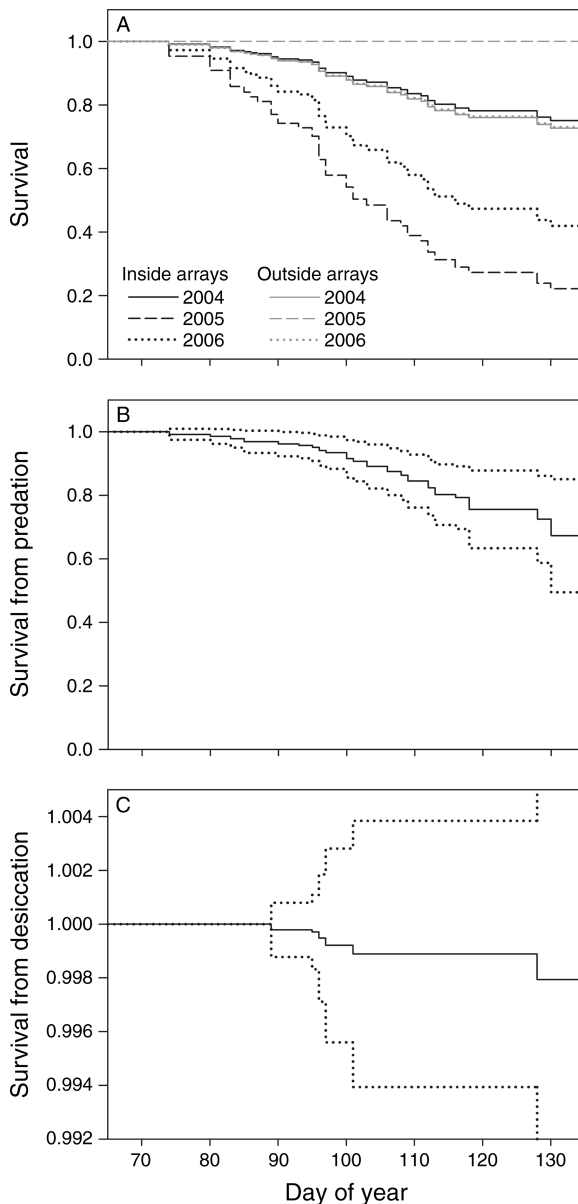 A
1.0
0.8
0.6
0.4
0.2
0.0
Survival
Inside arrays Outside arrays
2004 2004
2005 2005
2006 2006
B
1.0
0.8
0.6
0.4
0.2
0.0
Survival from predation
C
1.004
1.002
1.000
0.998
0.996
0.994
0.992
Survival from desiccation
70 80 90 100 110 120 130
Day of year